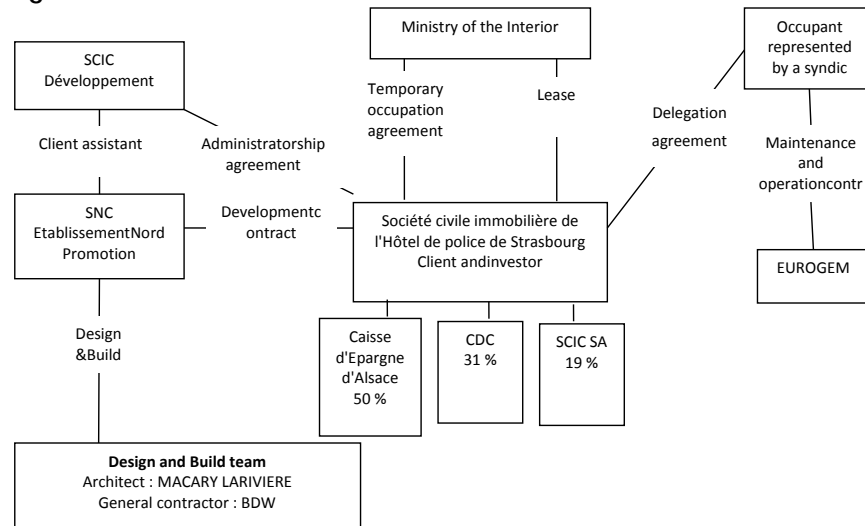 SCIC
Développement
Ministry of the Interior
Occupant
represented
by a syndic
Temporary
occupation
agreement
Lease
Delegation
agreement
Client assistant
Administratorship
agreement
Maintenance
and
operationcontr
SNC
EtablissementNord
Promotion
Developmentc
ontract
Société civile immobilière de
l'Hôtel de police de Strasbourg
Client andinvestor
EUROGEM
Design
&Build
Caisse
d'Epargne
d'Alsace
50 %
CDC
31 %
SCIC SA
19 %
Design and Build team
Architect : MACARY LARIVIERE
General contractor : BDW